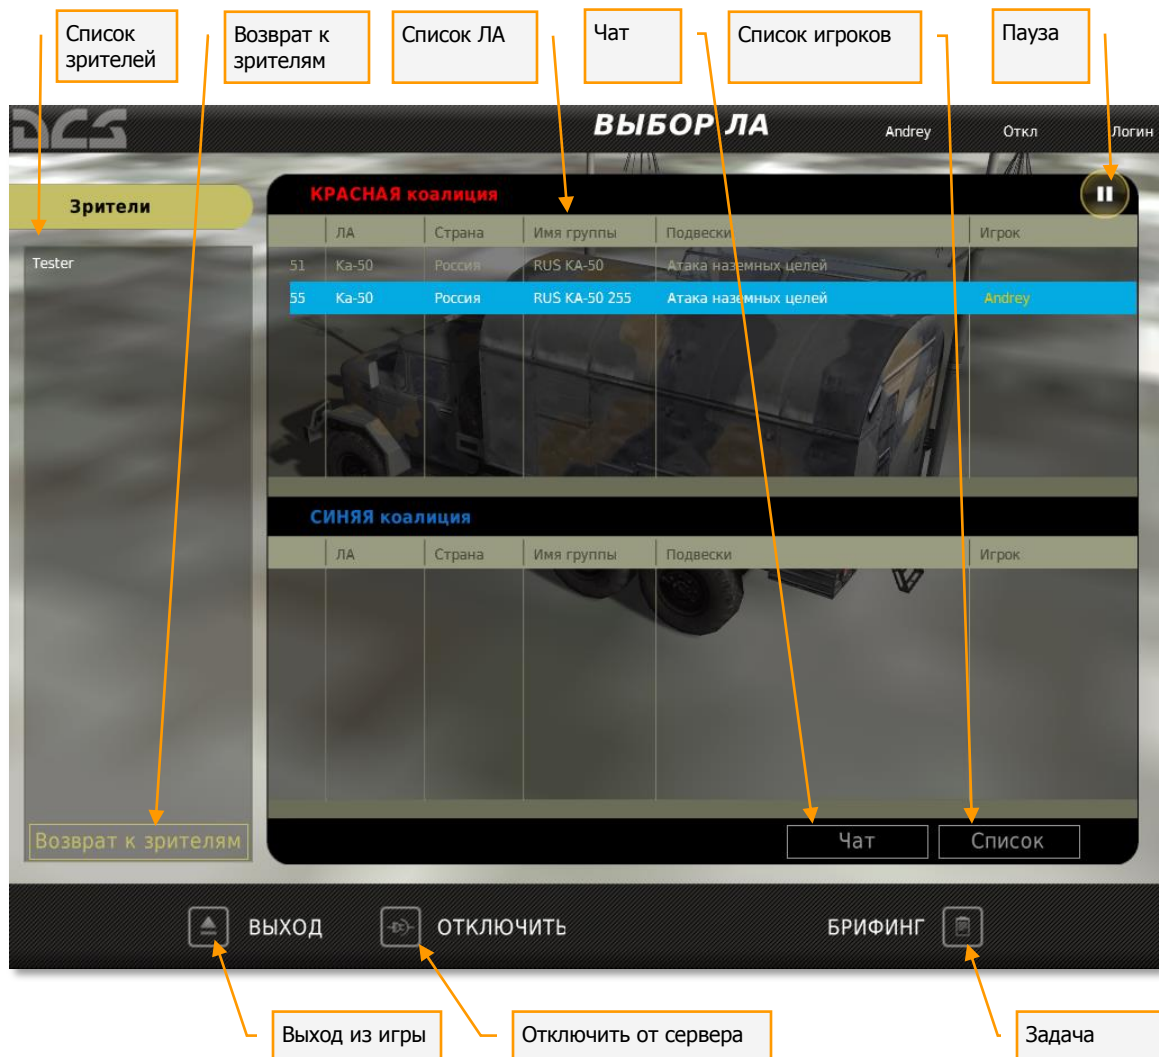 Список
зрителей
Возврат к
зрителям
Список ЛА
Чат
Список игроков
Пауза
DCS
ВЫБОР ЛА
Andrey
Откл
Логин
Зрители
Tester
Возврат к зрителям
КРАСНАЯ коалиция
ЛА Страна Имя группы Подвески Игрок
51 Ка-50 Россия RUS KA-50 Атака наземных целей
55 Ка-50 Россия RUS KA-50 255 Атака наземных целей Andrey
СИНЯЯ коалиция
ЛА Страна Имя группы Подвески Игрок
Чат
Список
ВЫХОД
ОТКЛЮЧИТЬ
БРИФИНГ
Выход из игры
Отключить от сервера
Задача